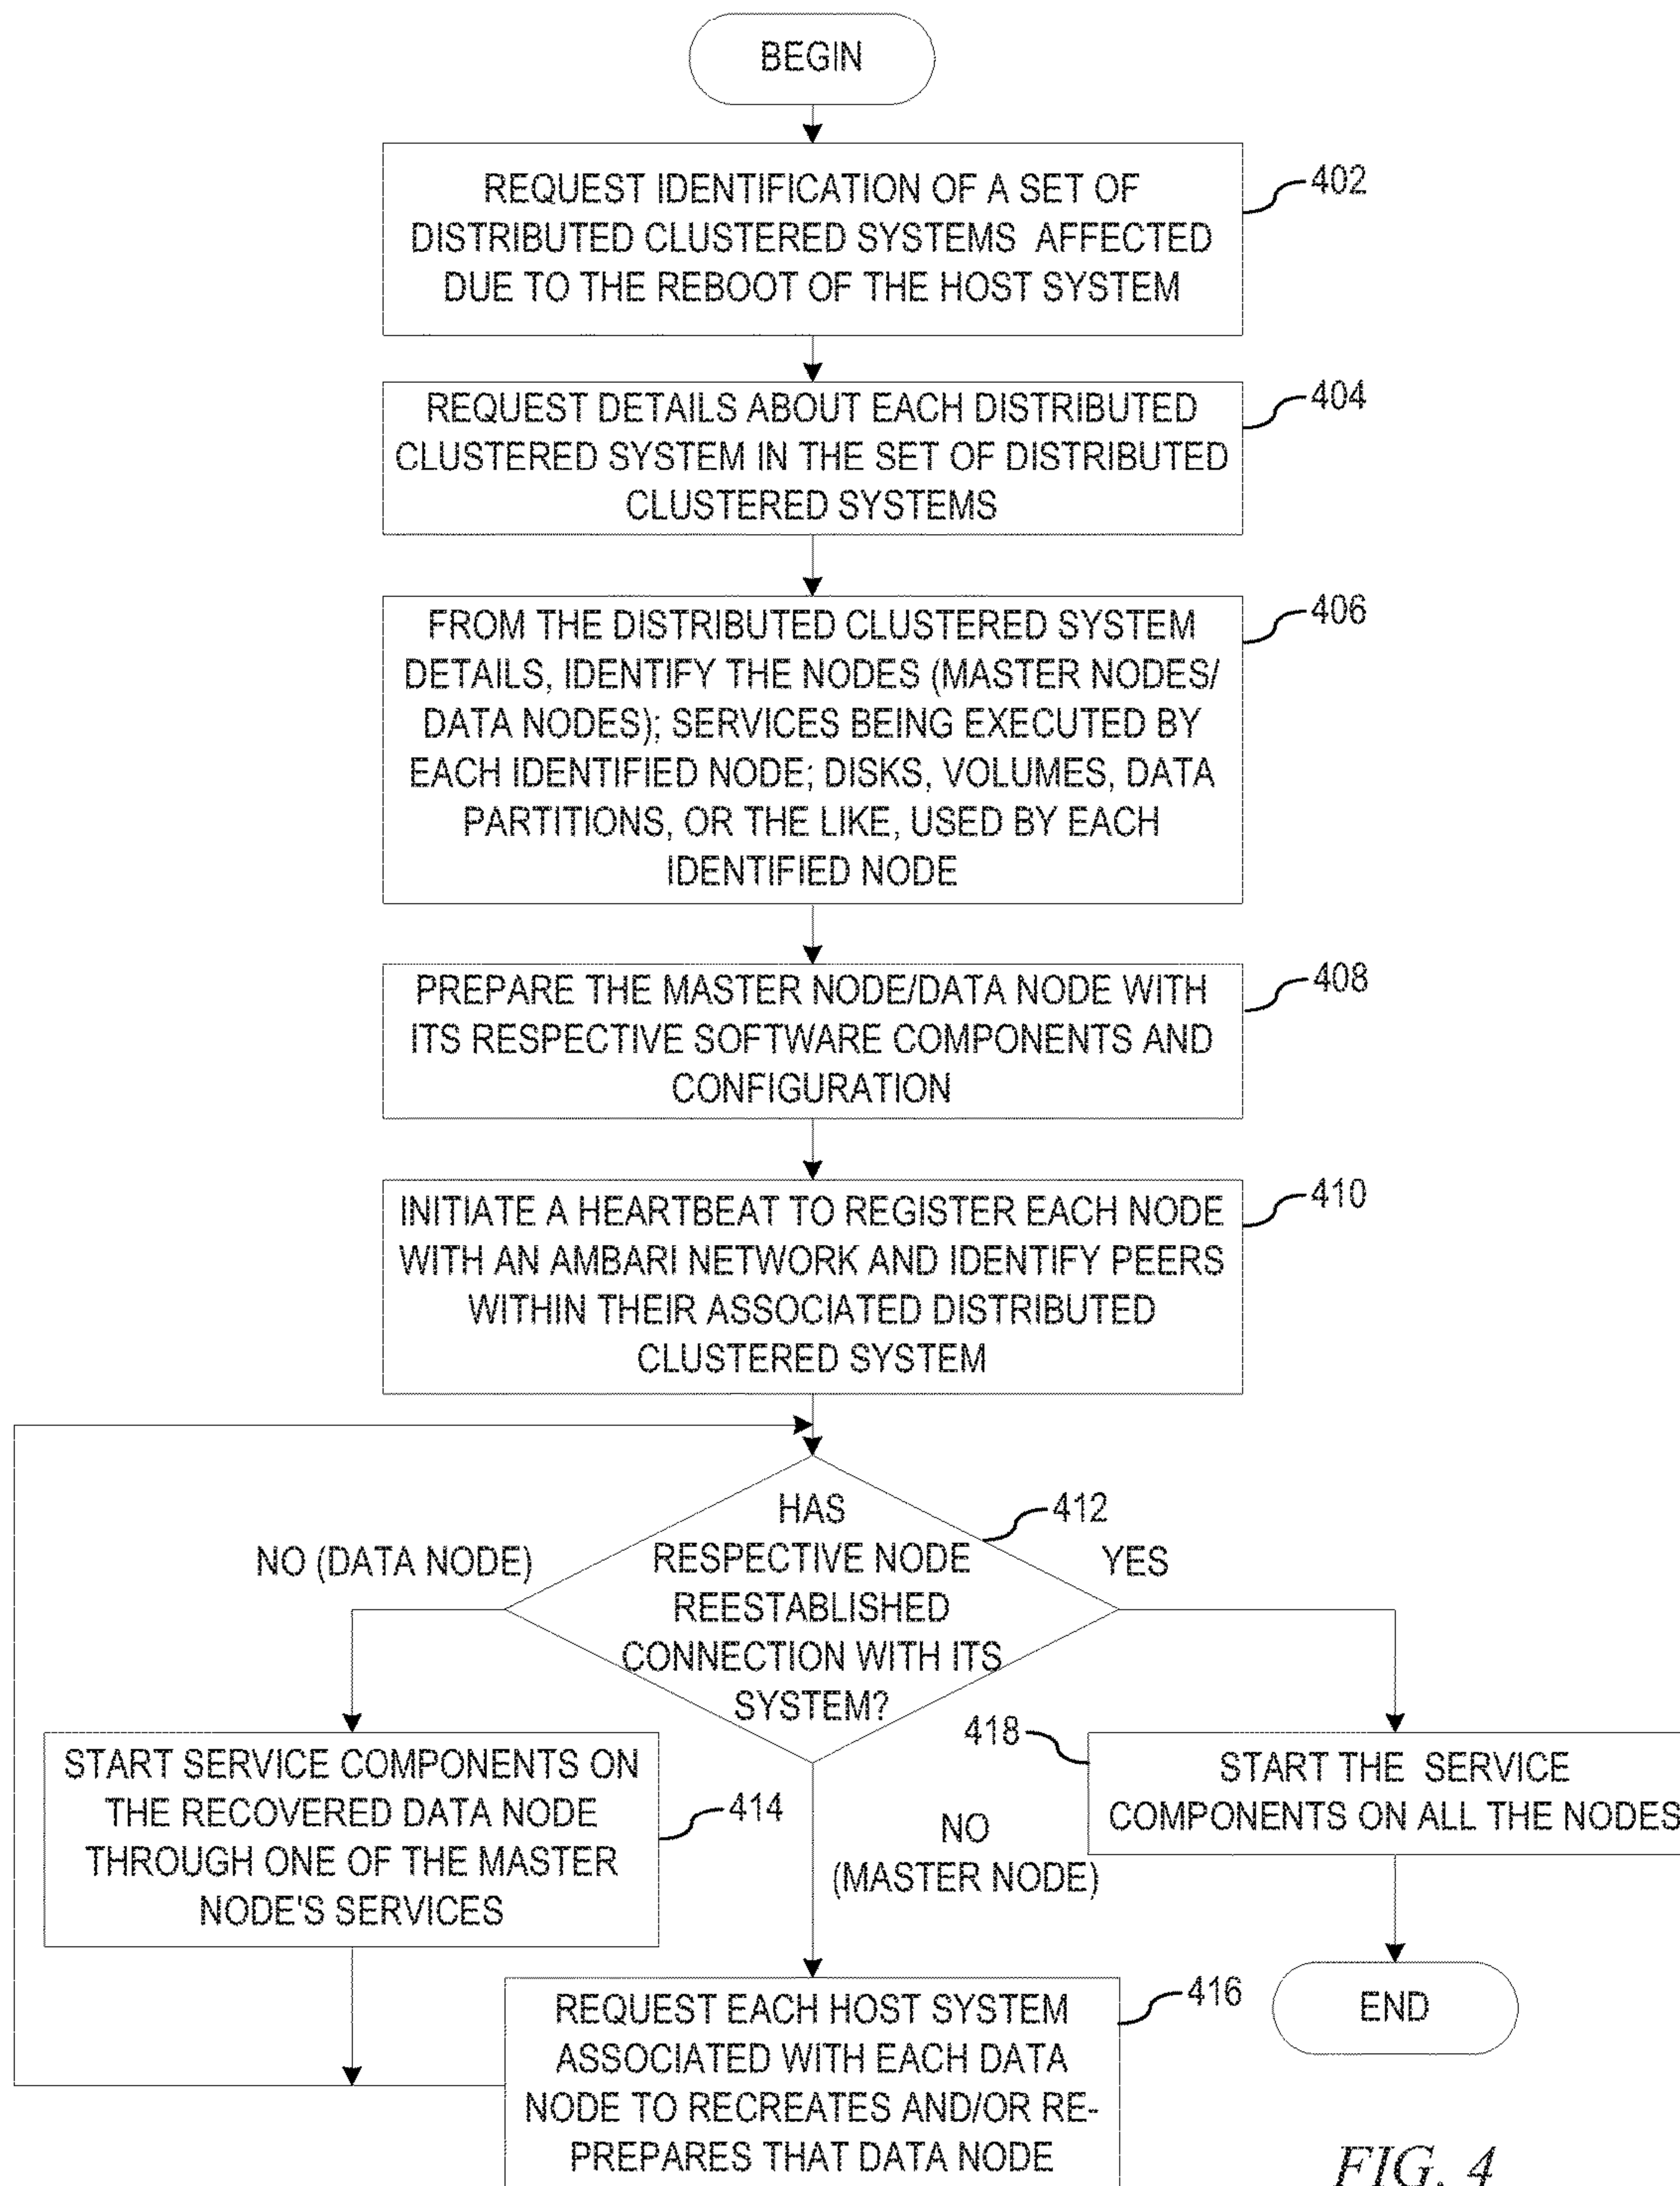 BEGIN
REQUEST IDENTIFICATION OF A SET OF
DISTRIBUTED CLUSTERED SYSTEMS AFFECTED
DUE TO THE REBOOT OF THE HOST SYSTEM
402
REQUEST DETAILS ABOUT EACH DISTRIBUTED
CLUSTERED SYSTEM IN THE SET OF DISTRIBUTED
CLUSTERED SYSTEMS
404
FROM THE DISTRIBUTED CLUSTERED SYSTEM
DETAILS, IDENTIFY THE NODES (MASTER NODES/
DATA NODES); SERVICES BEING EXECUTED BY
EACH IDENTIFIED NODE; DISKS, VOLUMES, DATA
PARTITIONS, OR THE LIKE, USED BY EACH
IDENTIFIED NODE
406
PREPARE THE MASTER NODE/DATA NODE WITH
ITS RESPECTIVE SOFTWARE COMPONENTS AND
CONFIGURATION
408
INITIATE A HEARTBEAT TO REGISTER EACH NODE
WITH AN AMBARI NETWORK AND IDENTIFY PEERS
WITHIN THEIR ASSOCIATED DISTRIBUTED
CLUSTERED SYSTEM
410
HAS
RESPECTIVE NODE
REESTABLISHED
CONNECTION WITH ITS
SYSTEM?
412
NO (DATA NODE)
YES
START SERVICE COMPONENTS ON
THE RECOVERED DATA NODE
THROUGH ONE OF THE MASTER
NODE'S SERVICES
414
NO
(MASTER NODE)
418
START THE SERVICE
COMPONENTS ON ALL THE NODES
REQUEST EACH HOST SYSTEM
ASSOCIATED WITH EACH DATA
NODE TO RECREATES AND/OR RE-
PREPARES THAT DATA NODE
416
END
FIG. 4